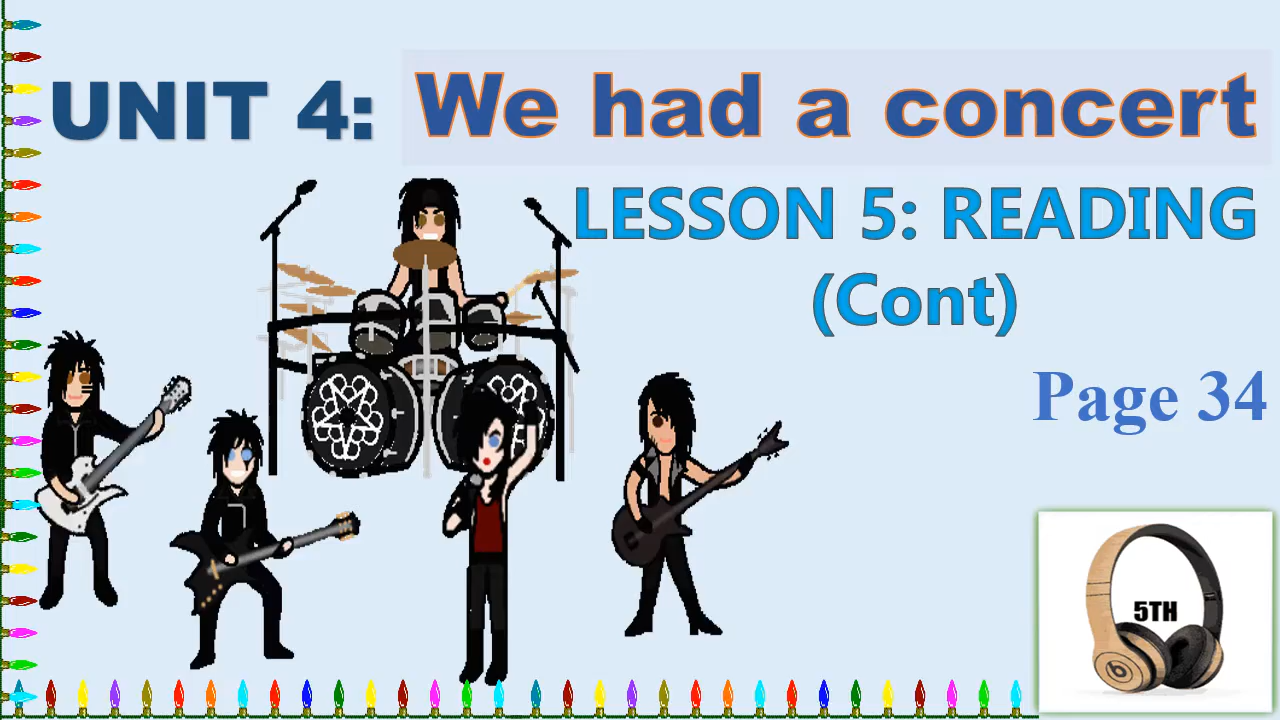 UNIT 4: We had a concert
LESSON 5: READING
(Cont)
Page 34
5TH
b